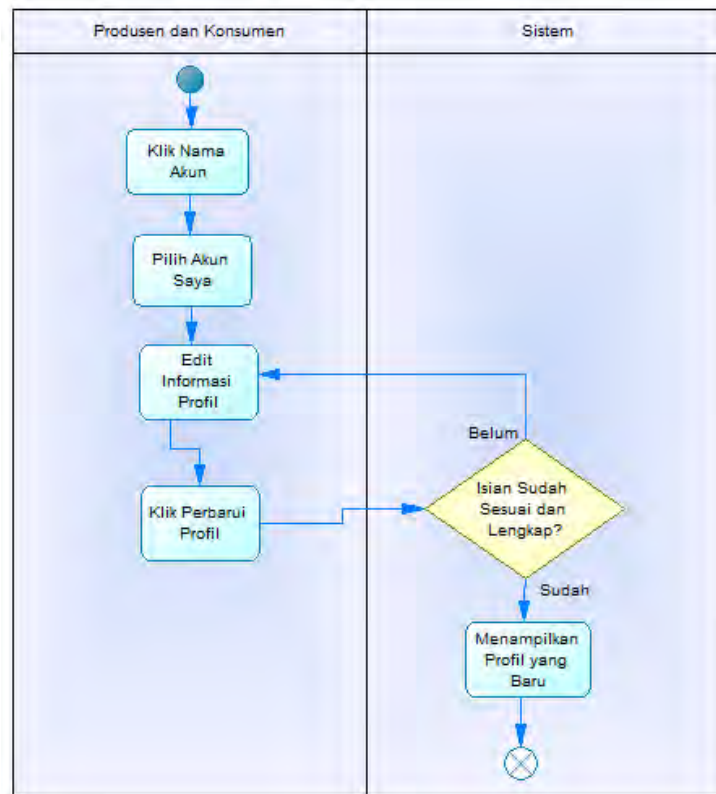 Produsen dan Konsumen
Sistem
Klik Nama
Akun
Pilih Akun
Saya
Edit
Informasi
Profil
Klik Perbarui
Profil
Belum
Isian Sudah
Sesuai dan
Lengkap?
Sudah
Menampilkan
Profil yang
Baru